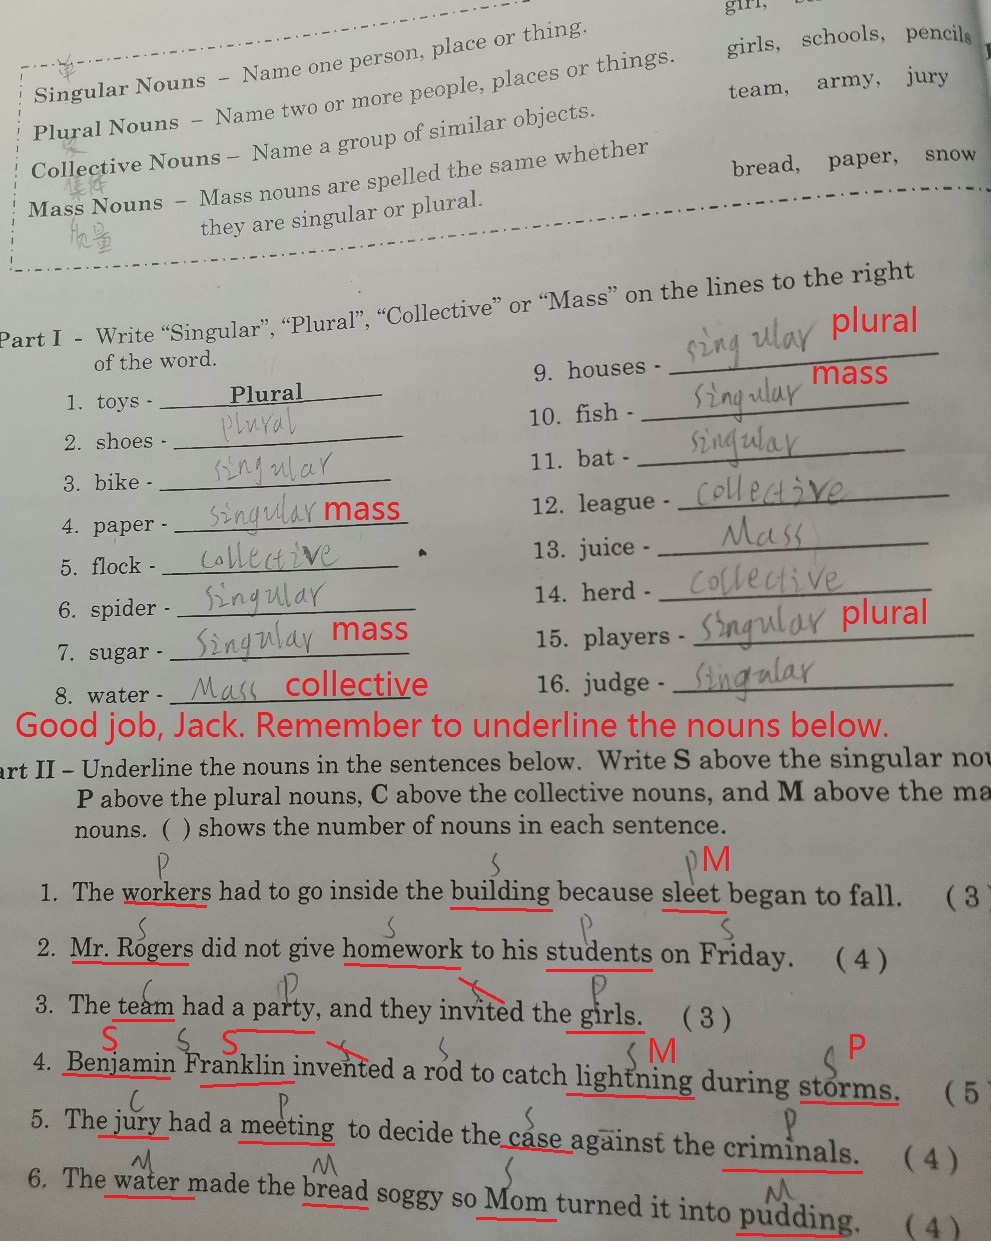 girl,
单
Singular Nouns – Name one person, place or thing.
girls, schools, pencils
Plural Nouns – Name two or more people, places or things.
team, army, jury
Collective Nouns – Name a group of similar objects.
集体
Mass Nouns – Mass nouns are spelled the same whether
they are singular or plural.
bread, paper, snow
质量
Part I - Write “Singular”, “Plural”, “Collective” or “Mass” on the lines to the right
of the word.
1. toys - Plural
2. shoes - plural
3. bike - singular
4. paper - singular mass
5. flock - collective
6. spider - singular
7. sugar - singular mass
8. water - Mass collective
9. houses - singular plural
10. fish - singular mass
11. bat - singular
12. league - collective
13. juice - Mass
14. herd - collective
15. players - singular plural
16. judge - singular
Good job, Jack. Remember to underline the nouns below.
art II – Underline the nouns in the sentences below. Write S above the singular nou
P above the plural nouns, C above the collective nouns, and M above the ma
nouns. ( ) shows the number of nouns in each sentence.
P S P M
1. The workers had to go inside the building because sleet began to fall. (3)
S S P S
2. Mr. Rogers did not give homework to his students on Friday. (4)
C P S P
3. The team had a party, and they invited the girls. (3)
S S S S S S M S P
4. Benjamin Franklin invented a rod to catch lightning during storms. (5
C P S P
5. The jury had a meeting to decide the case against the criminals. (4)
M M S M
6. The water made the bread soggy so Mom turned it into pudding. (4)